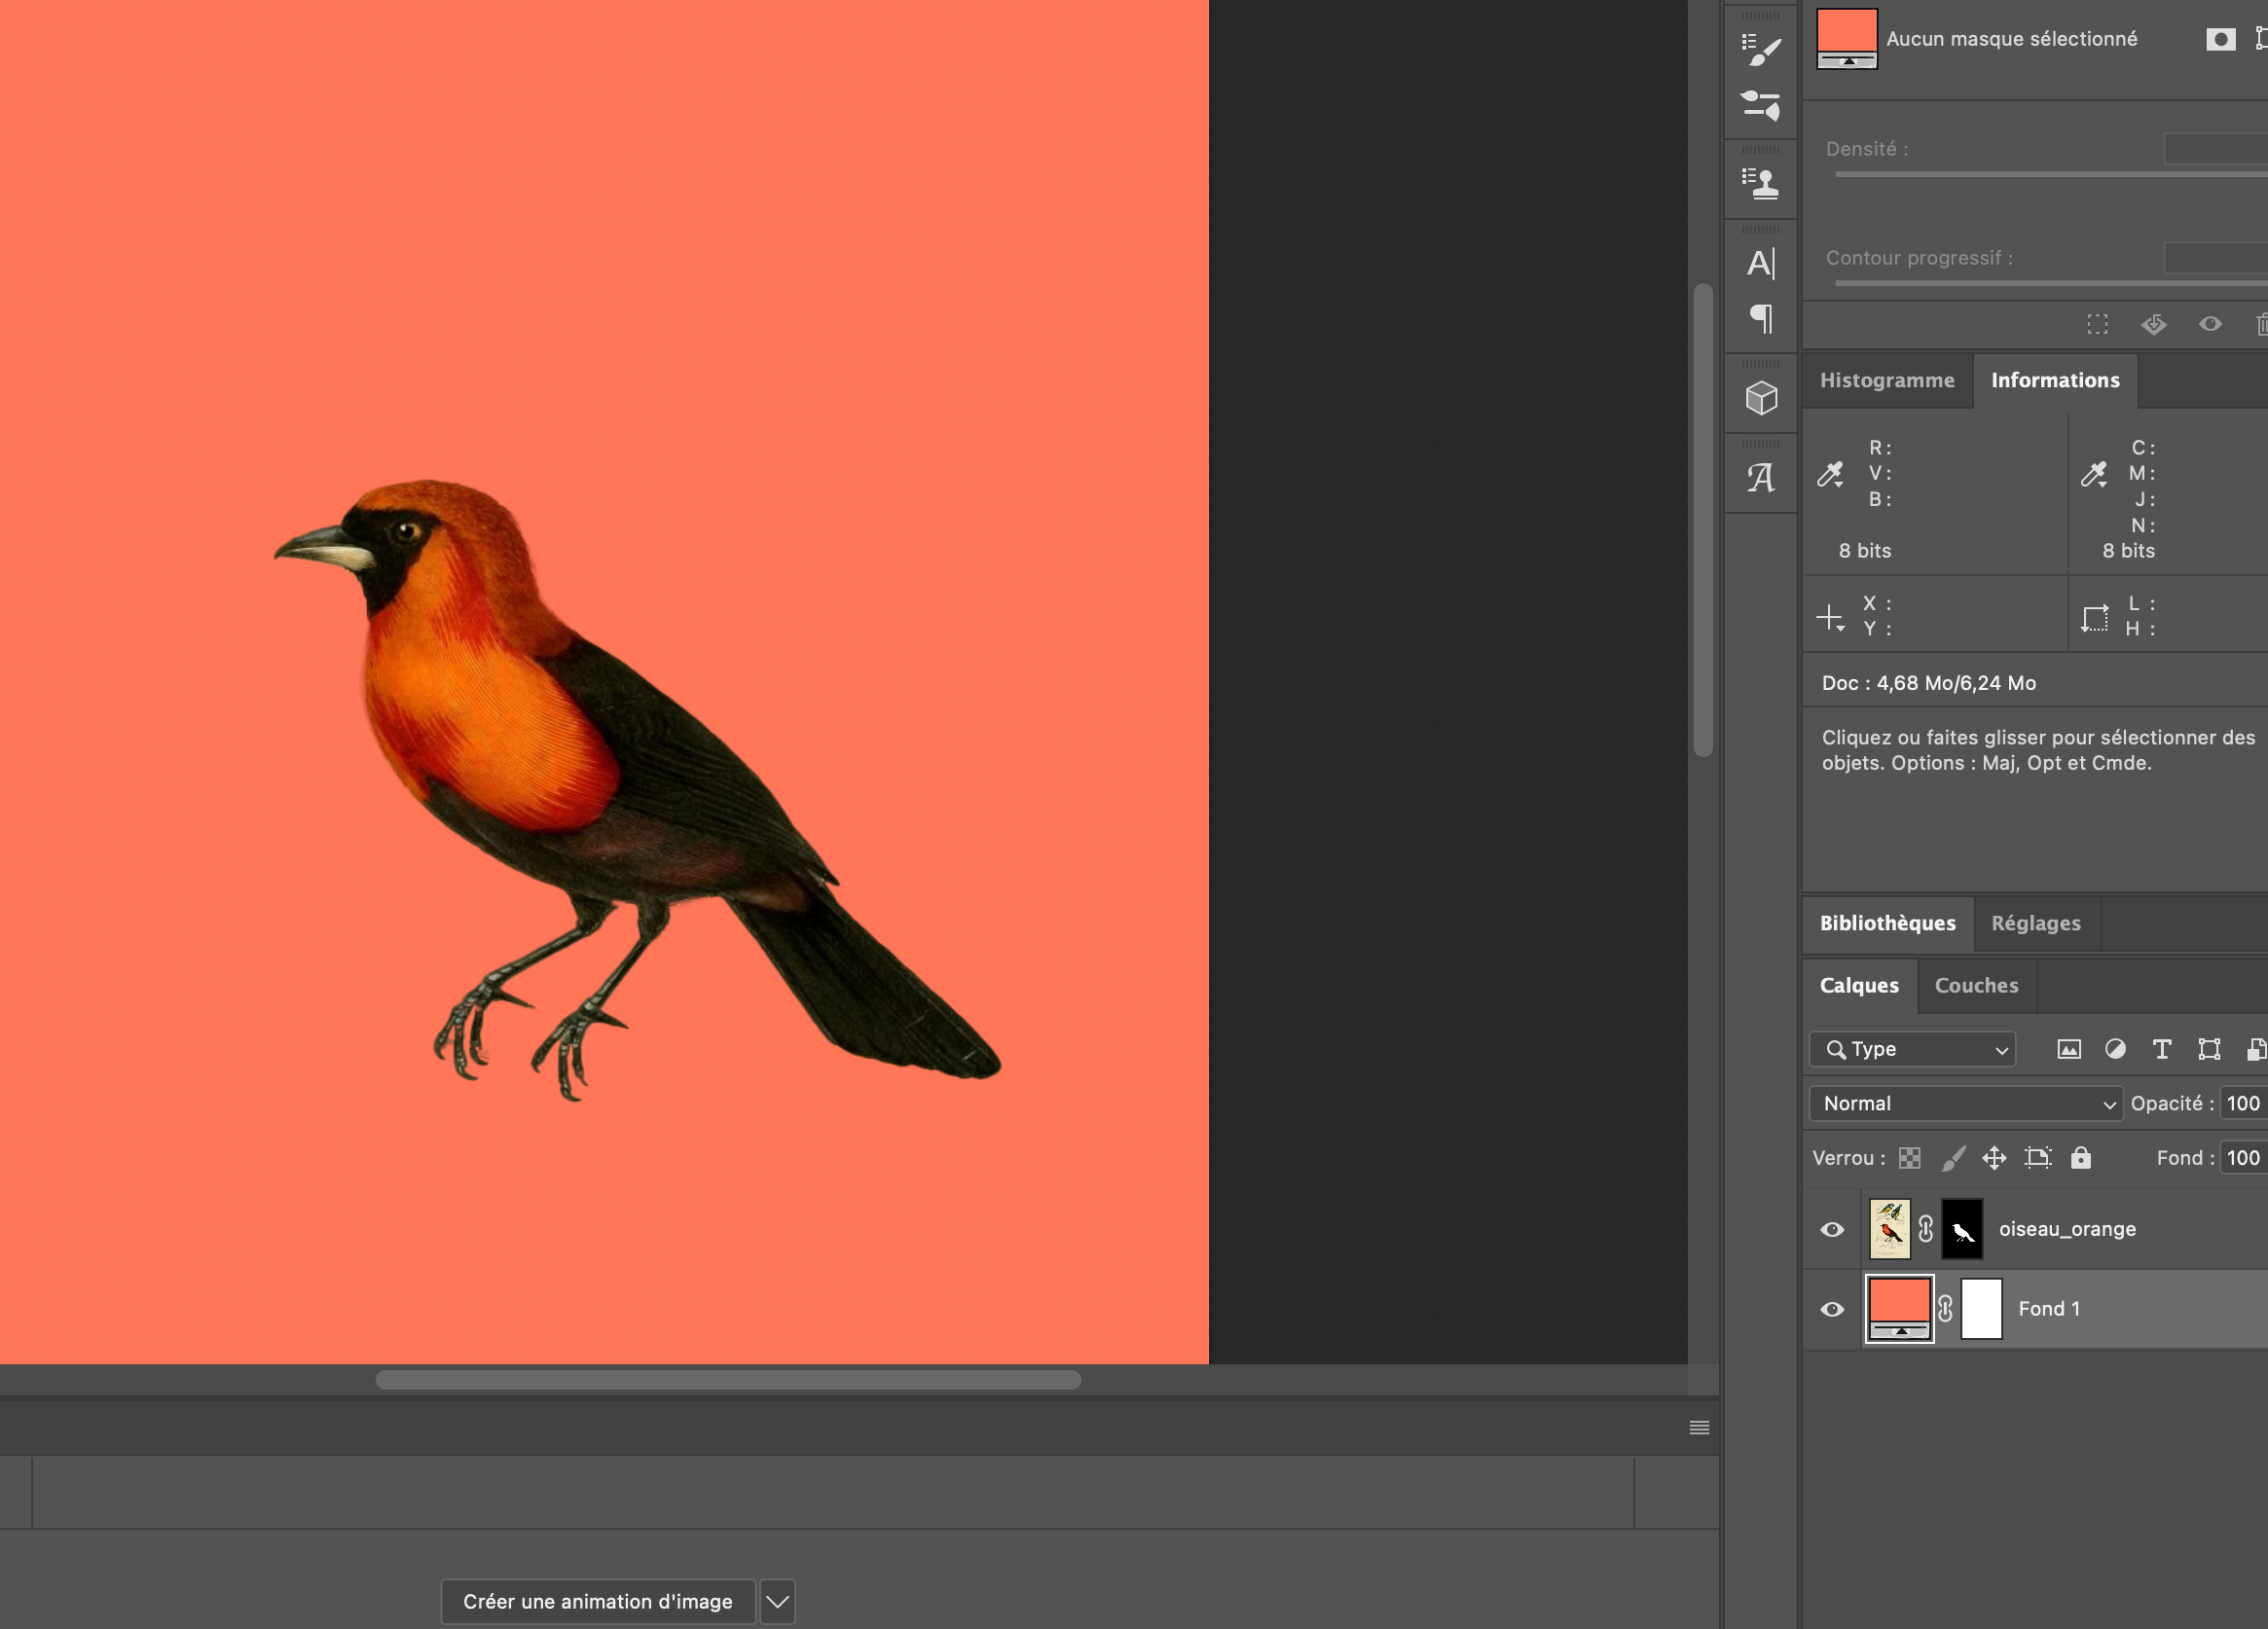 Aucun masque sélectionné
Densité :
Contour progressif :
Histogramme
Informations
R :
V :
B :
8 bits
C :
M :
J :
N :
8 bits
X :
Y :
L :
H :
Doc : 4,68 Mo/6,24 Mo
Cliquez ou faites glisser pour sélectionner des
objets. Options : Maj, Opt et Cmde.
Bibliothèques
Réglages
Calques
Couches
Type
Normal
Opacité : 100
Verrou :
Fond : 100
oiseau_orange
Fond 1
Créer une animation d'image